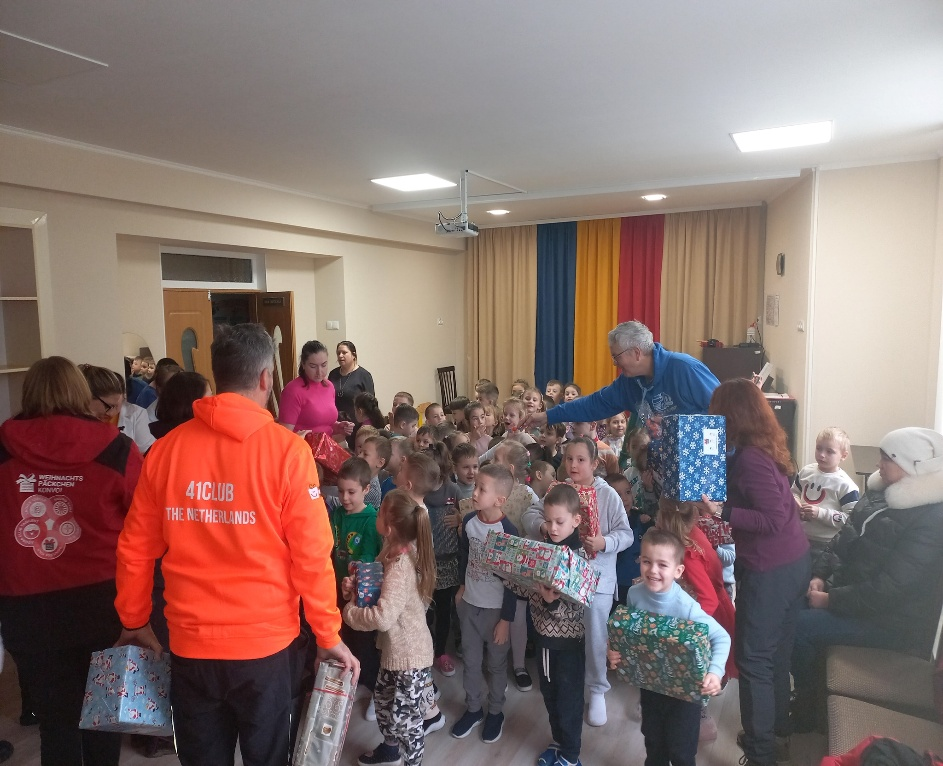 WEIHNACHTS
PÄCKCHEN
KONVOI
41CLUB
THE NETHERLANDS